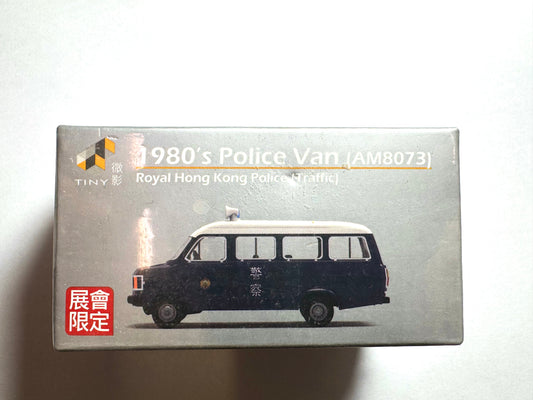 1980's Police Van (AM8073)
Royal Hong Kong Police (Traffic)
TINY 微影
警察
展會
限定